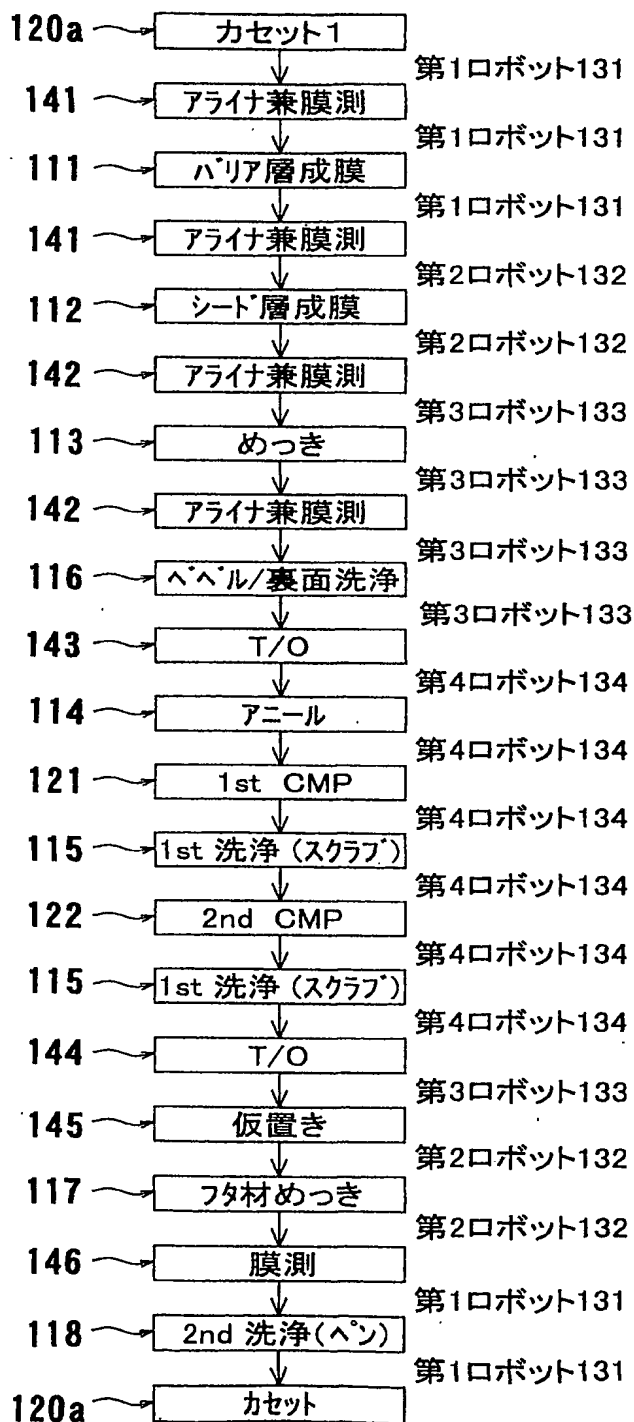 120a カセット1
第1ロボット131
141 アライナ兼膜測
第1ロボット131
111 バリア層成膜
第1ロボット131
141 アライナ兼膜測
第2ロボット132
112 シード層成膜
第2ロボット132
142 アライナ兼膜測
第3ロボット133
113 めっき
第3ロボット133
142 アライナ兼膜測
第3ロボット133
116 ベベル/裏面洗浄
第3ロボット133
143 T/O
第4ロボット134
114 アニール
第4ロボット134
121 1st CMP
第4ロボット134
115 1st 洗浄(スクラブ)
第4ロボット134
122 2nd CMP
第4ロボット134
115 1st 洗浄(スクラブ)
第4ロボット134
144 T/O
第3ロボット133
145 仮置き
第2ロボット132
117 フタ材めっき
第2ロボット132
146 膜測
第1ロボット131
118 2nd 洗浄(ペン)
第1ロボット131
120a カセット